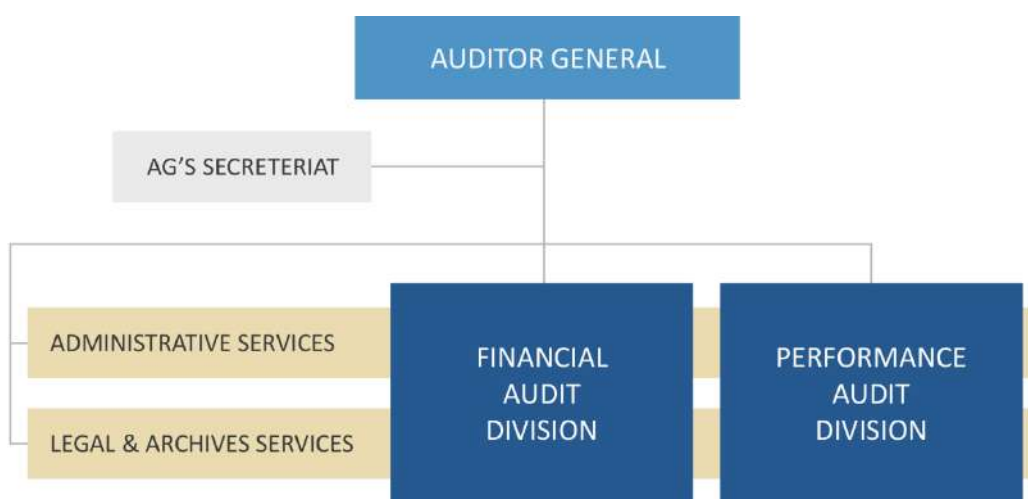 AUDITOR GENERAL
AG'S SECRETERIAT
ADMINISTRATIVE SERVICES
LEGAL & ARCHIVES SERVICES
FINANCIAL
AUDIT
DIVISION
PERFORMANCE
AUDIT
DIVISION